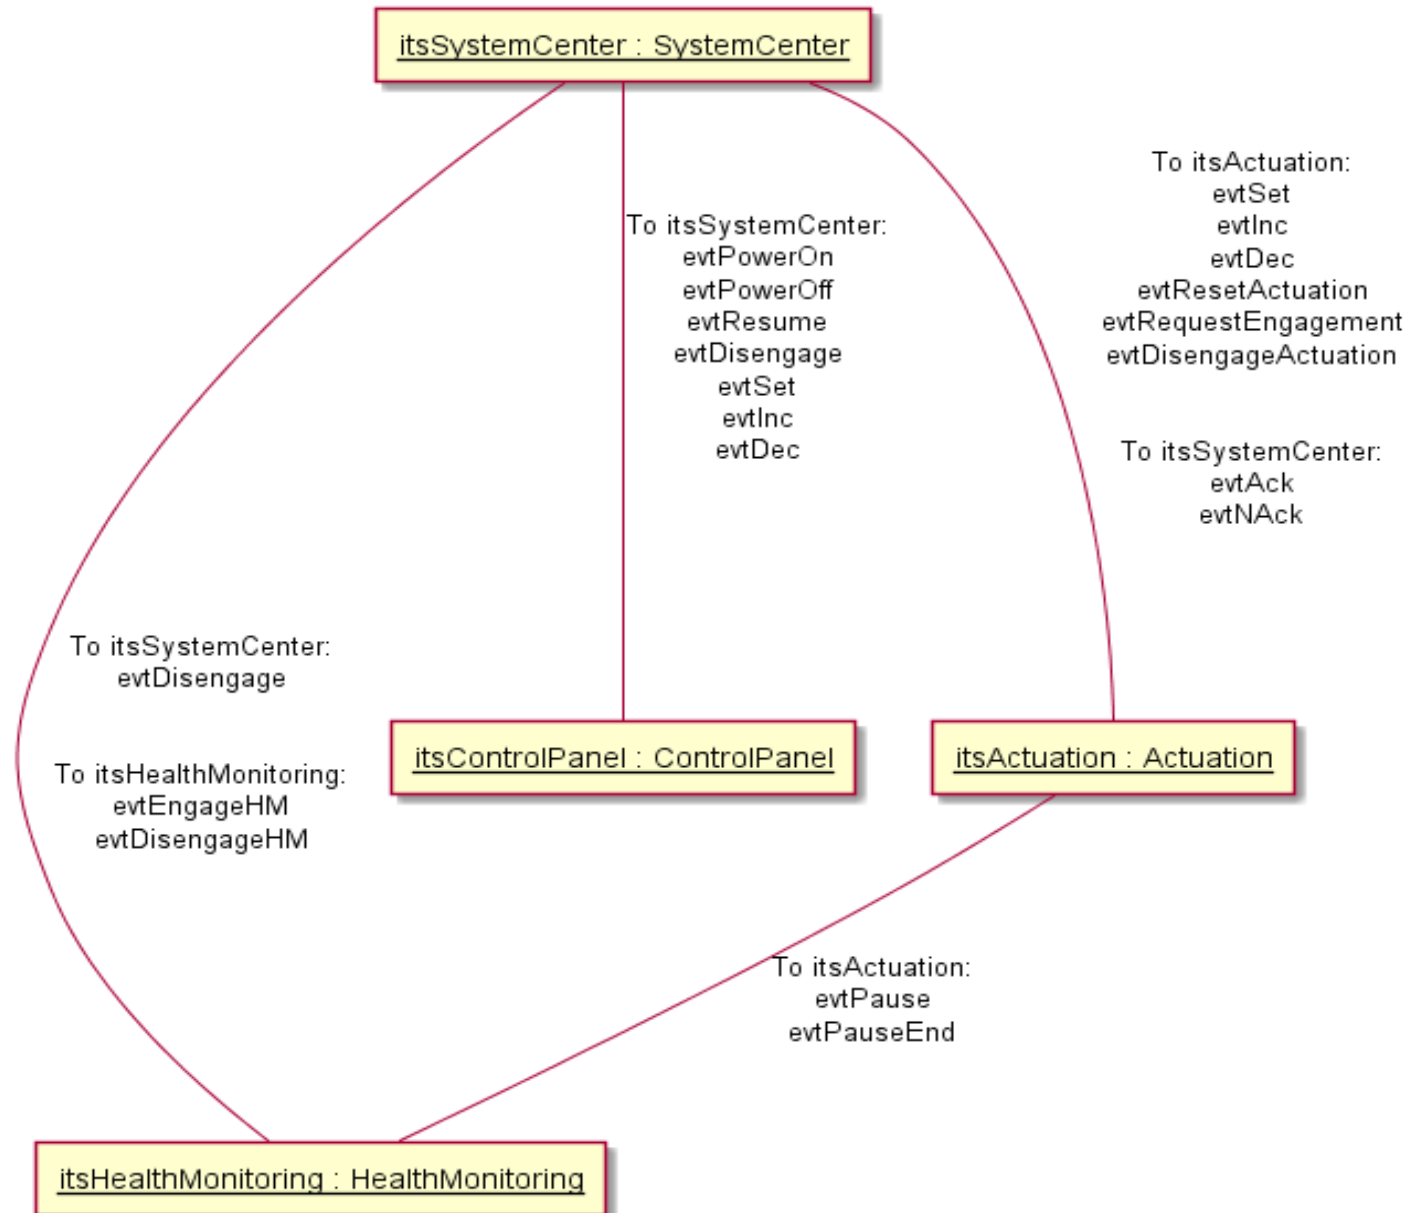 itsSystemCenter : SystemCenter
To itsActuation:
evtSet
evtInc
evtDec
evtResetActuation
evtRequestEngagement
evtDisengageActuation
To itsSystemCenter:
evtAck
evtNAck
To itsSystemCenter:
evtPowerOn
evtPowerOff
evtResume
evtDisengage
evtSet
evtInc
evtDec
To itsSystemCenter:
evtDisengage
To itsHealthMonitoring:
evtEngageHM
evtDisengageHM
itsControlPanel : ControlPanel
itsActuation : Actuation
To itsActuation:
evtPause
evtPauseEnd
itsHealthMonitoring : HealthMonitoring